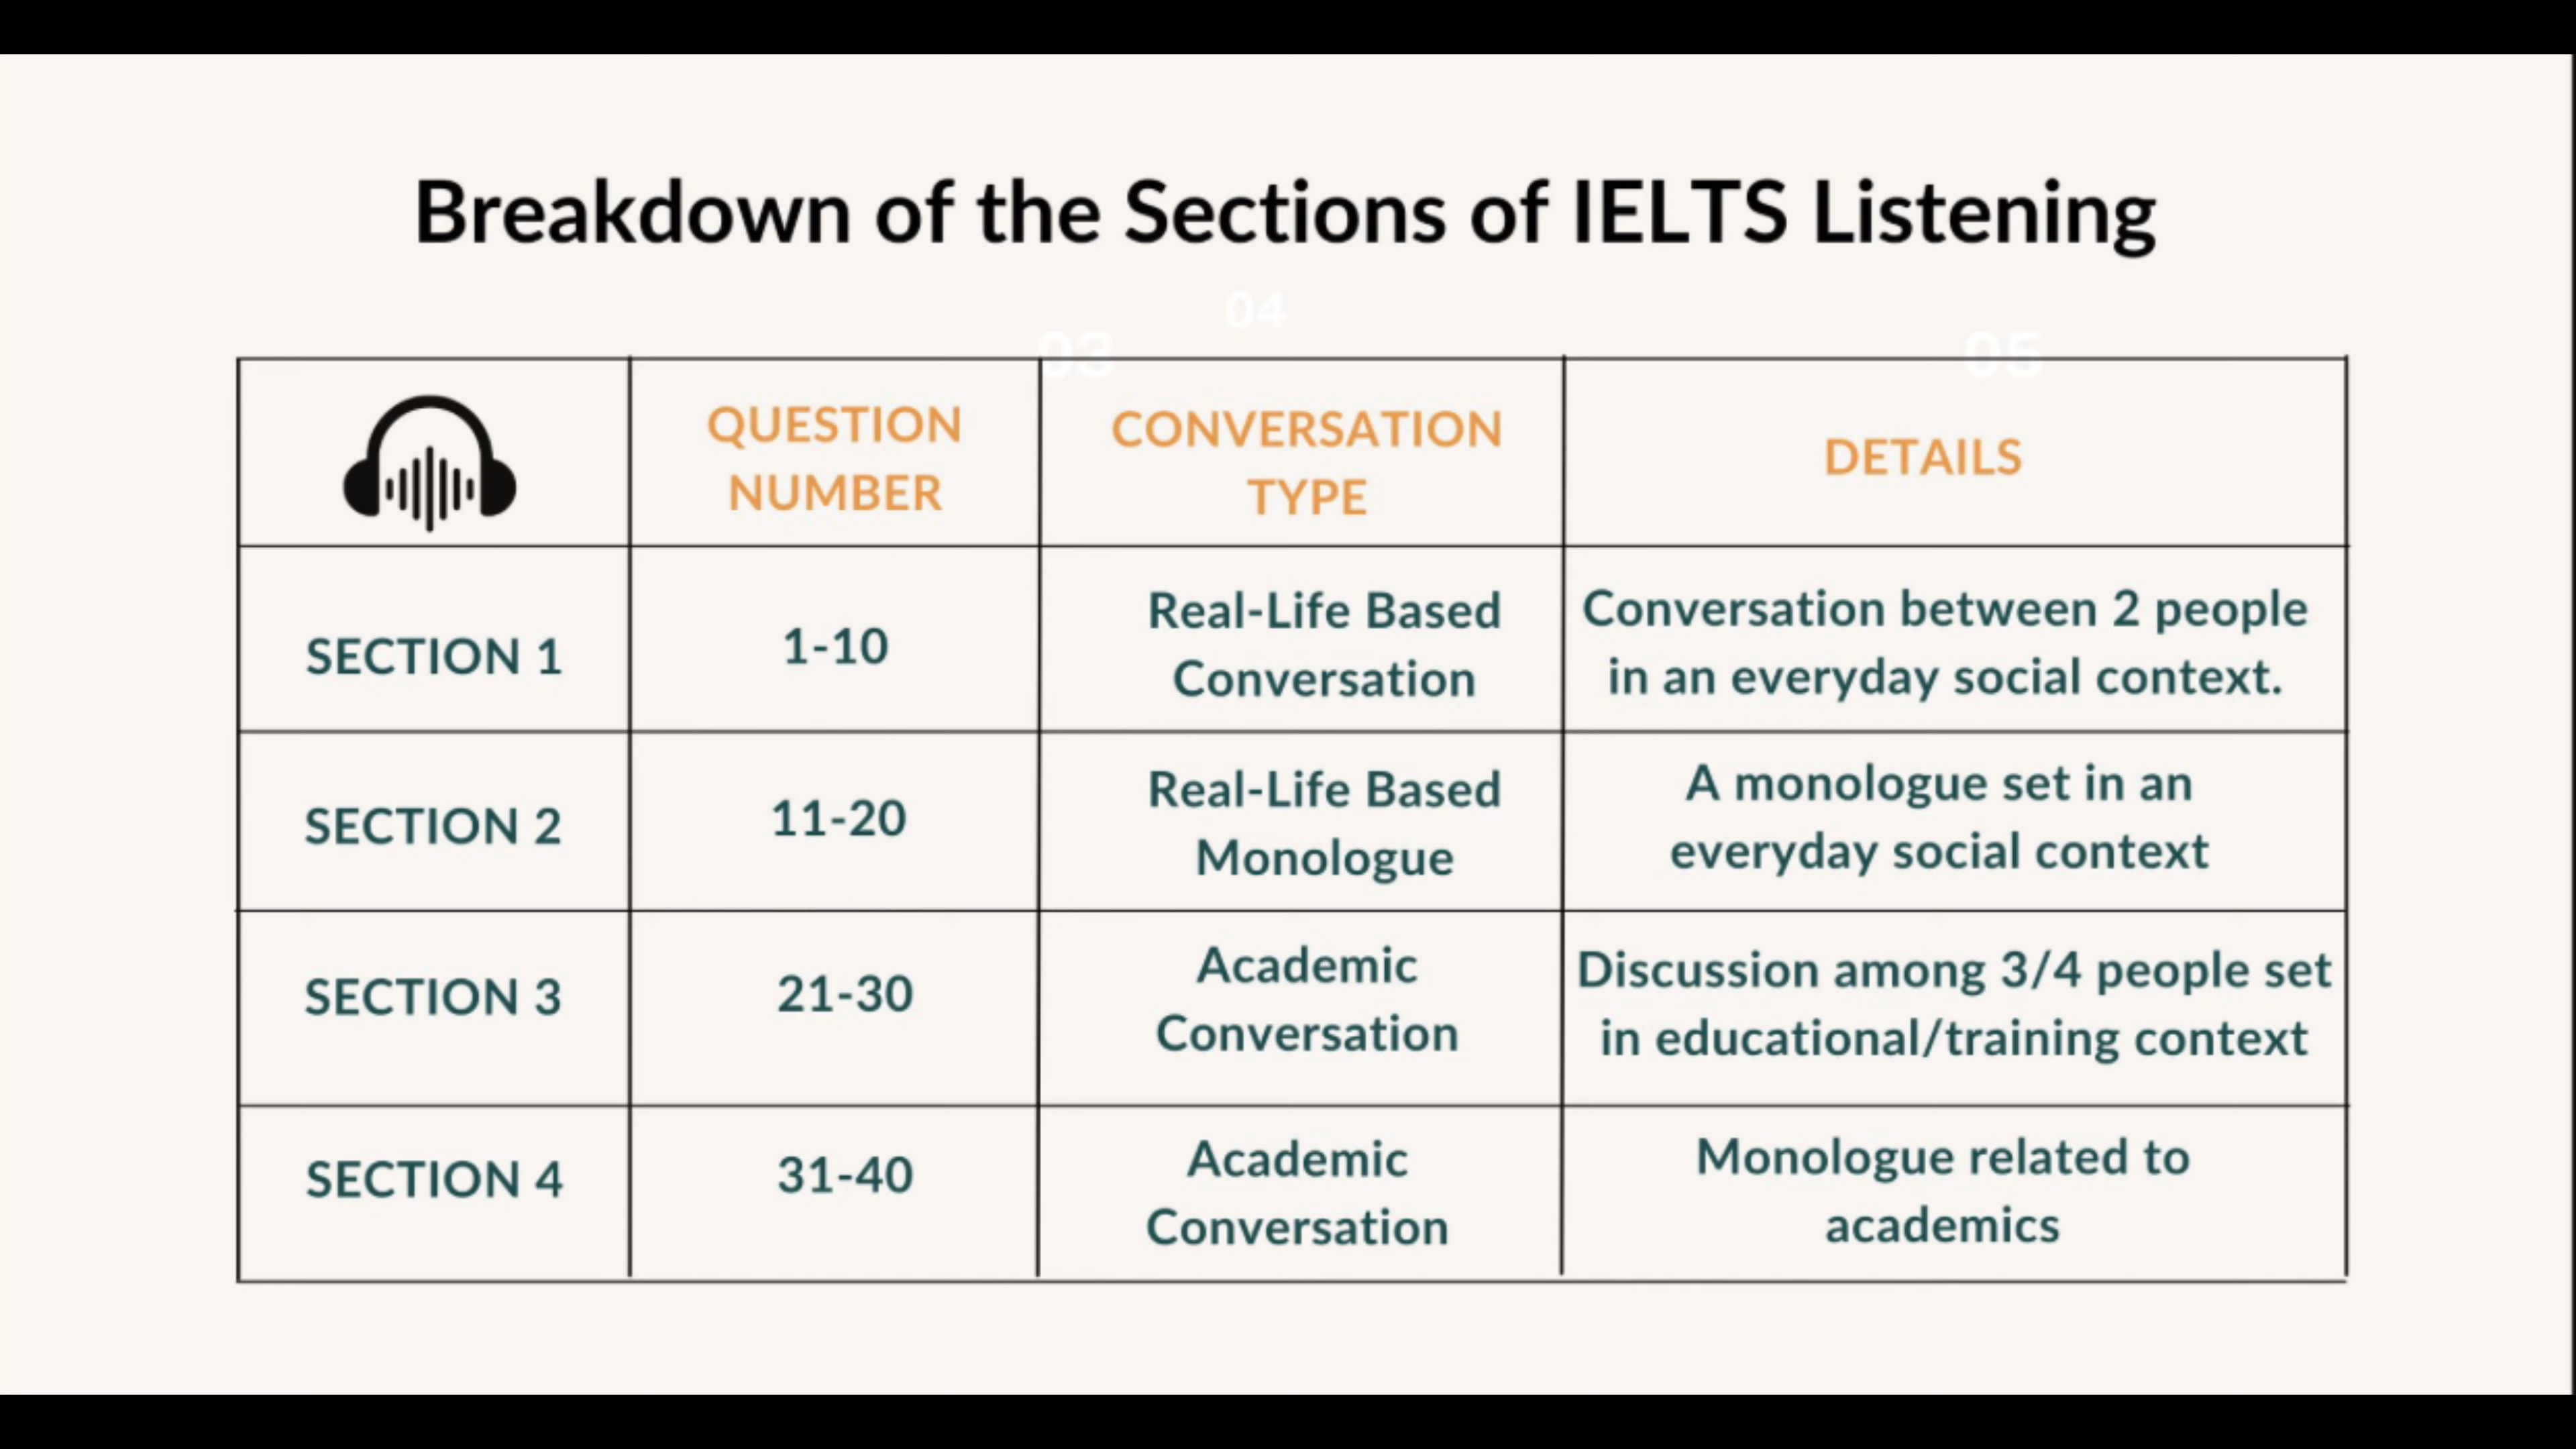 Breakdown of the Sections of IELTS Listening
04
03
05
QUESTION
NUMBER
CONVERSATION
TYPE
DETAILS
SECTION 1
1-10
Real-Life Based
Conversation
Conversation between 2 people
in an everyday social context.
SECTION 2
11-20
Real-Life Based
Monologue
A monologue set in an
everyday social context
SECTION 3
21-30
Academic
Conversation
Discussion among 3/4 people set
in educational/training context
SECTION 4
31-40
Academic
Conversation
Monologue related to
academics